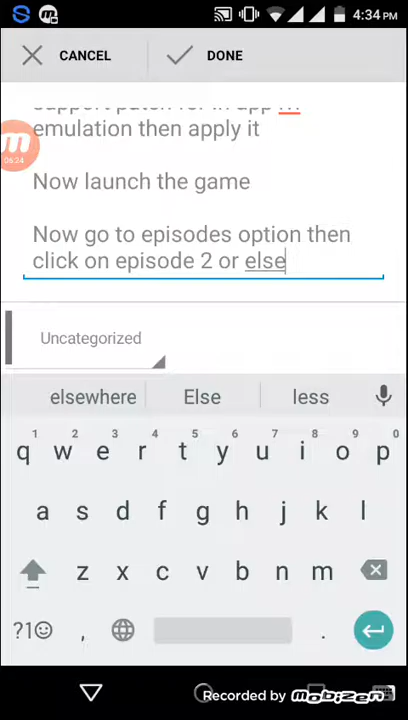 4:34 PM
CANCEL
DONE
support patch for in app
emulation then apply it
06:24
Now launch the game
Now go to episodes option then
click on episode 2 or else
Uncategorized
elsewhere Else less
1 2 3 4 5 6 7 8 9 0
q w e r t y u i o p
a s d f g h j k l
z x c v b n m
?1☺ , .
Recorded by mobizen